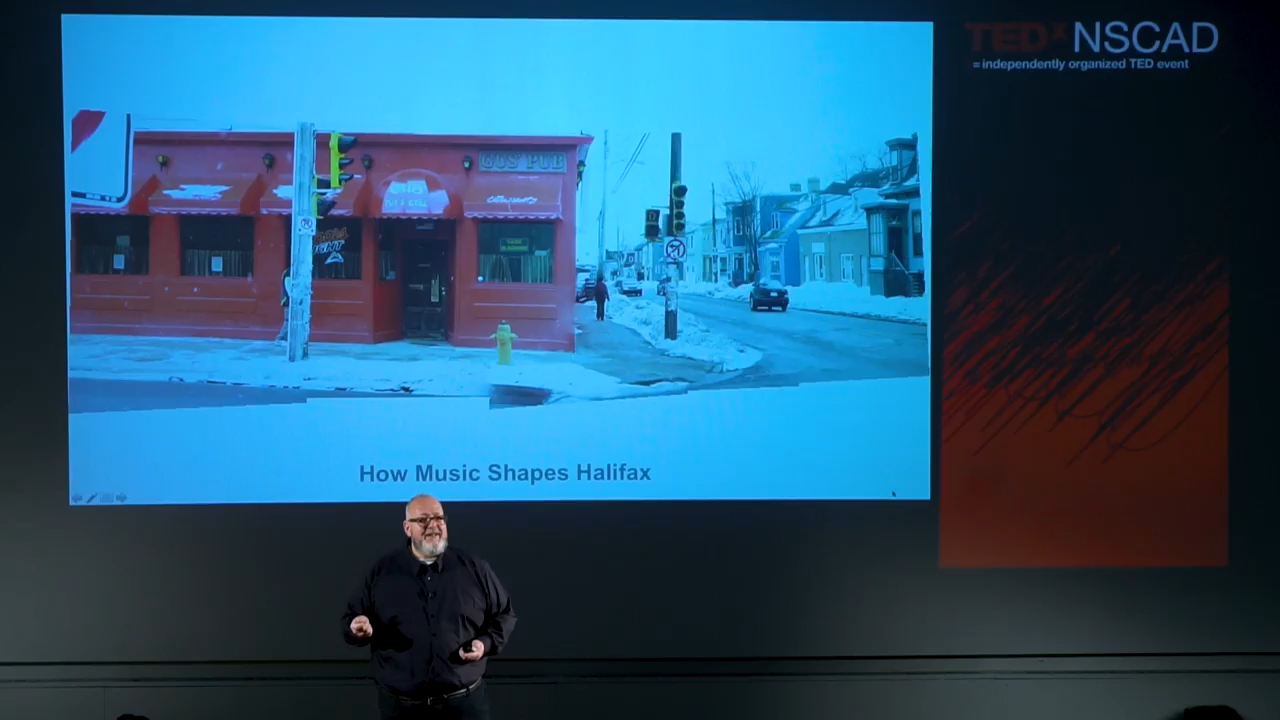 TEDxNSCAD
= independently organized TED event
GUS' PUB
How Music Shapes Halifax